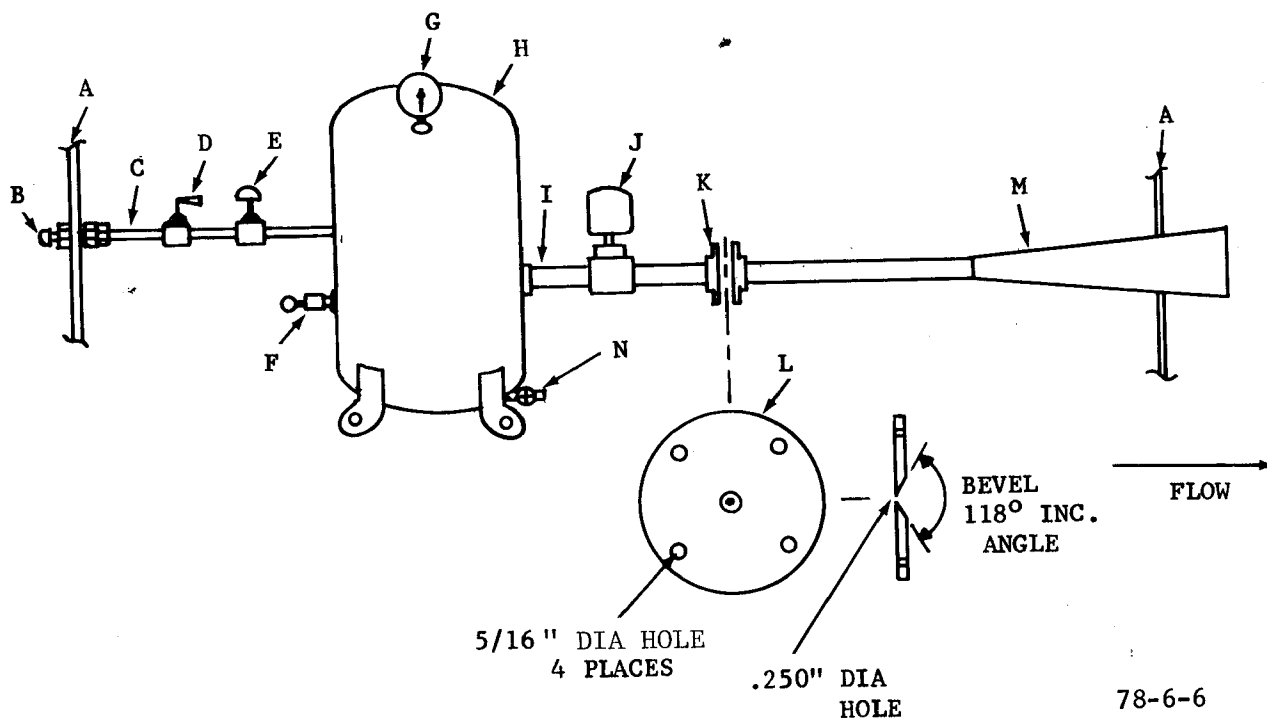 G
H
A
D
E
C
B
J
I
K
M
A
F
N
L
BEVEL
118° INC.
ANGLE
FLOW
5/16" DIA HOLE
4 PLACES
.250" DIA
HOLE
78-6-6